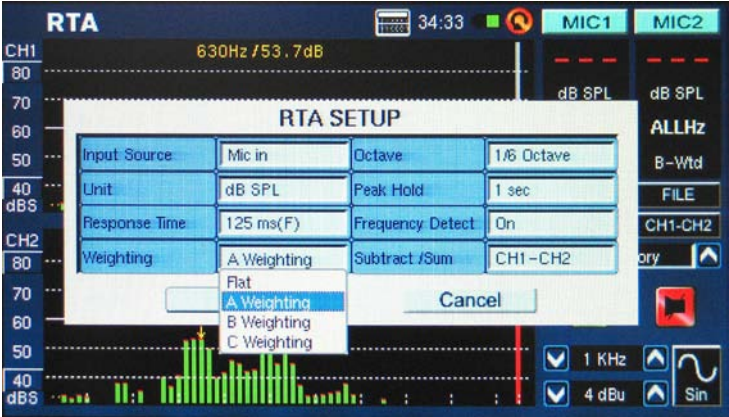 RTA 34:33 MIC1 MIC2
CH1 630Hz/53.7dB
80
70 dB SPL dB SPL
RTA SETUP
60 ALLHz
50 Input Source Mic in Octave 1/6 Octave B-Wtd
40 Unit dB SPL Peak Hold 1 sec FILE
dBS
Response Time 125 ms(F) Frequency Detect On CH1-CH2
CH2
80 Weighting A Weighting Subtract /Sum CH1-CH2 ory
Flat
70 A Weighting Cancel
60 B Weighting
C Weighting
50 1 KHz
40
dBS 4 dBu Sin